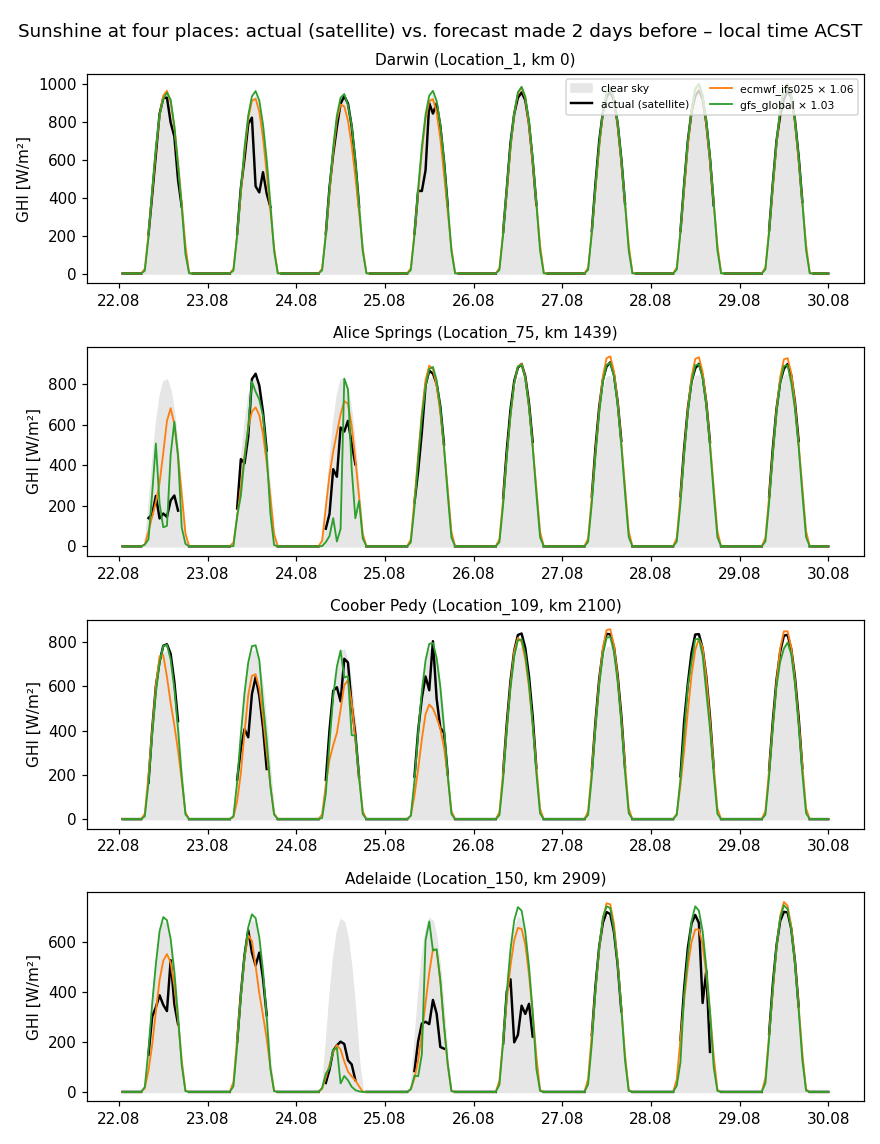 Sunshine at four places: actual (satellite) vs. forecast made 2 days before – local time ACST
Darwin (Location_1, km 0)
GHI [W/m²]
1000
800
600
400
200
0
clear sky
actual (satellite)
ecmwf_ifs025 × 1.06
gfs_global × 1.03
22.08 23.08 24.08 25.08 26.08 27.08 28.08 29.08 30.08
Alice Springs (Location_75, km 1439)
GHI [W/m²]
800
600
400
200
0
22.08 23.08 24.08 25.08 26.08 27.08 28.08 29.08 30.08
Coober Pedy (Location_109, km 2100)
GHI [W/m²]
800
600
400
200
0
22.08 23.08 24.08 25.08 26.08 27.08 28.08 29.08 30.08
Adelaide (Location_150, km 2909)
GHI [W/m²]
600
400
200
0
22.08 23.08 24.08 25.08 26.08 27.08 28.08 29.08 30.08